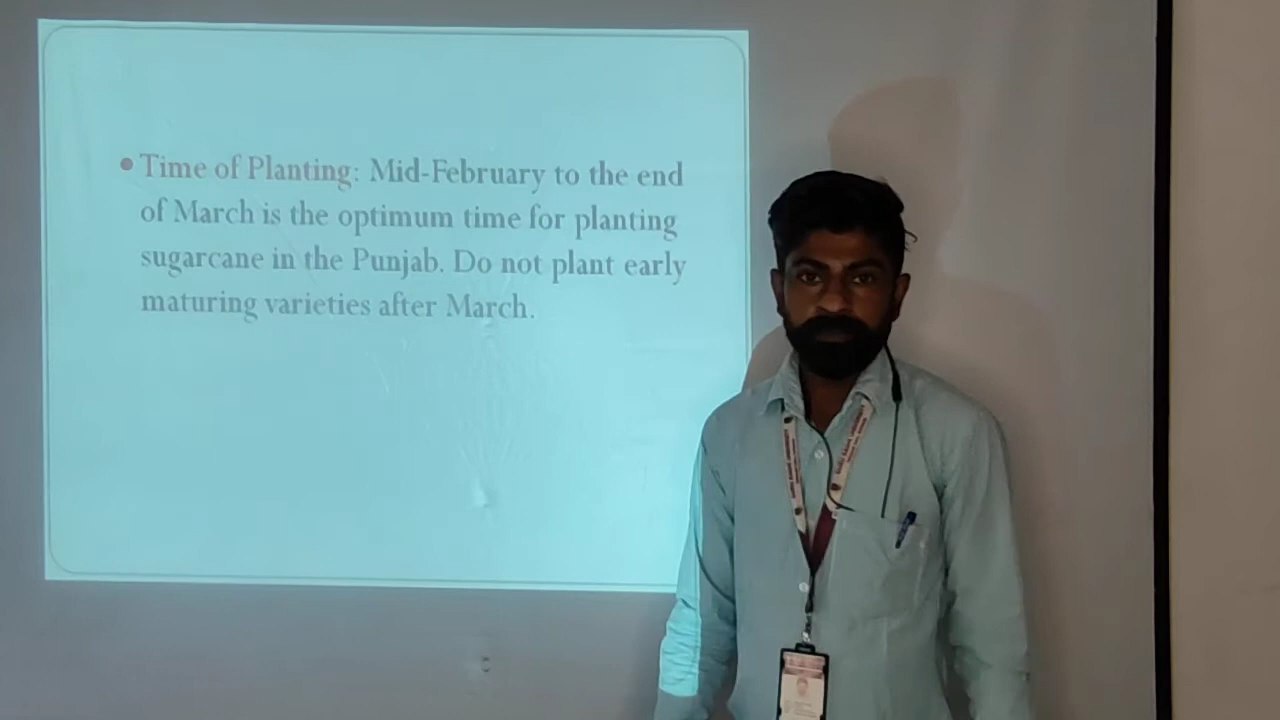 Time of Planting: Mid-February to the end
of March is the optimum time for planting
sugarcane in the Punjab. Do not plant early
maturing varieties after March.